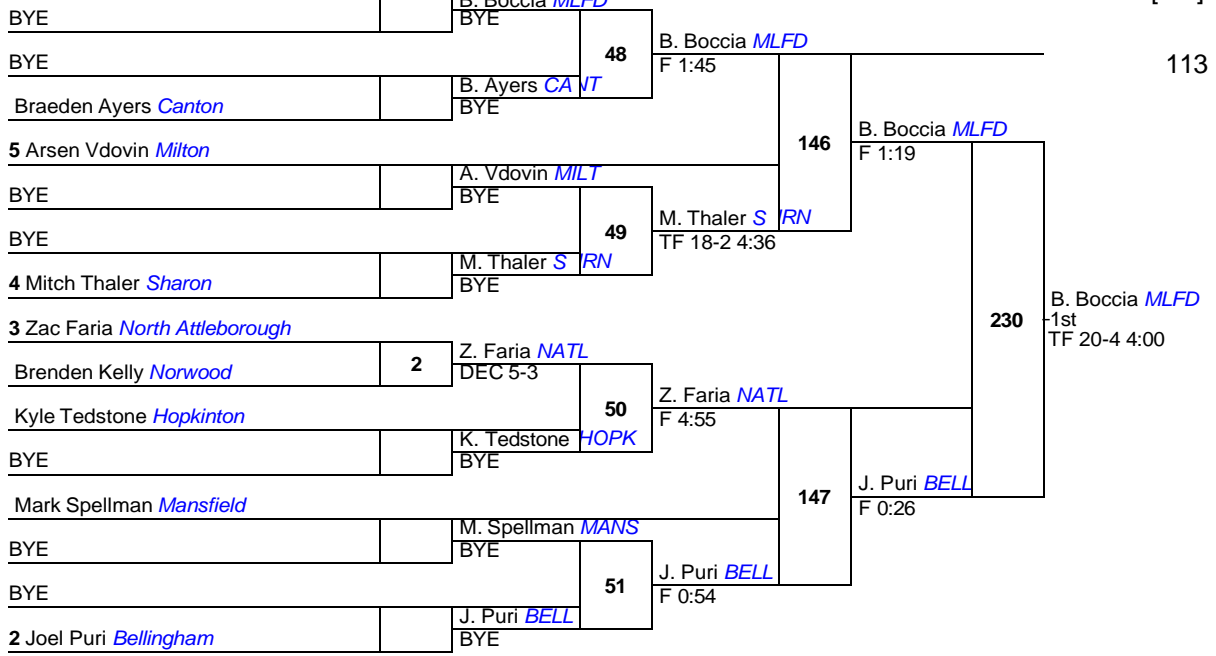 B. Boccia MLFD
BYE
BYE
48
B. Boccia MLFD
F 1:45
113
BYE
B. Ayers
BYE
Braeden Ayers Canton
5 Arsen Vdovin Milton
146
B. Boccia MLFD
F 1:19
A. Vdovin MILT
BYE
BYE
49
M. Thaler
TF 18-2 4:36
BYE
M. Thaler
BYE
4 Mitch Thaler Sharon
230
B. Boccia MLFD
1st
TF 20-4 4:00
3 Zac Faria North Attleborough
2
Z. Faria NATL
DEC 5-3
Brenden Kelly Norwood
50
Z. Faria NATL
F 4:55
Kyle Tedstone Hopkinton
K. Tedstone HOPK
BYE
BYE
147
J. Puri BELL
F 0:26
Mark Spellman Mansfield
M. Spellman MANS
BYE
BYE
51
J. Puri BELL
F 0:54
BYE
J. Puri BELL
BYE
2 Joel Puri Bellingham